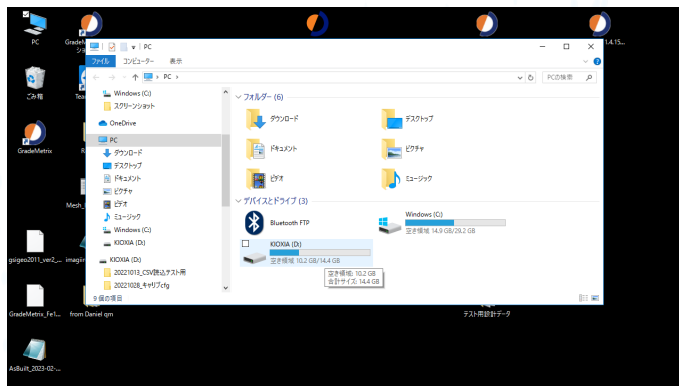 PC
1.4.15...
PC
ファイル
コンピューター
表示
PC
PCの検索
ごみ箱
GradeMetrix
gsigeo2011_ver2_...
GradeMetrix_Fe1...
from Daniel qm
AsBuilt_2023-02-...
テスト用設計データ
Windows (C:)
スクリーンショット
OneDrive
PC
ダウンロード
デスクトップ
ドキュメント
ピクチャ
ビデオ
ミュージック
Windows (C:)
KIOXIA (D:)
KIOXIA (D:)
20221013_CSV読込テスト用
20221028_キャリブcfg
9 個の項目
フォルダー (6)
ダウンロード
デスクトップ
ドキュメント
ピクチャ
ビデオ
ミュージック
デバイスとドライブ (3)
Bluetooth FTP
Windows (C:)
空き領域 14.9 GB/29.2 GB
KIOXIA (D:)
空き領域 10.2 GB/14.4 GB
空き領域: 10.2 GB
合計サイズ: 14.4 GB